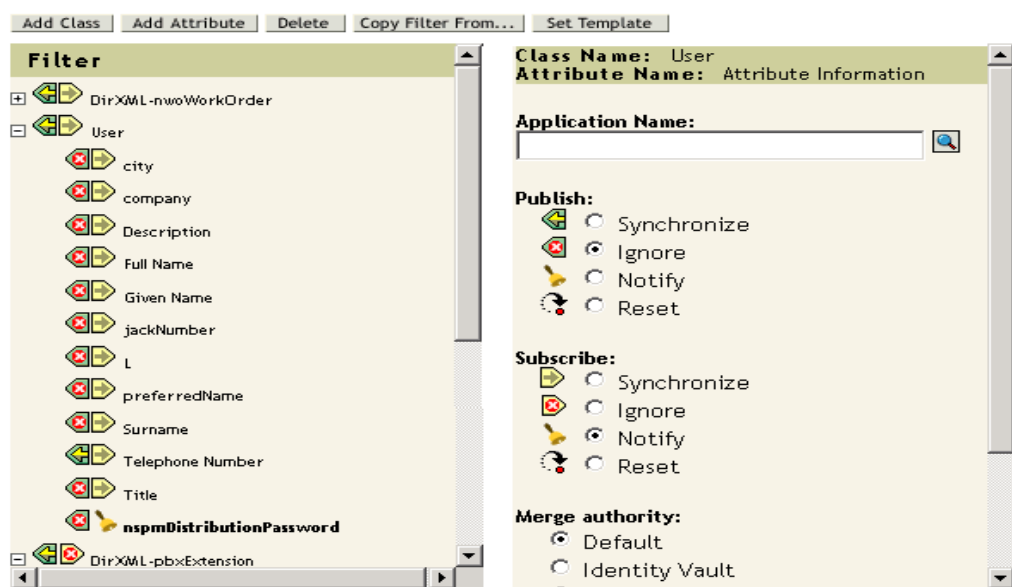 Add Class Add Attribute Delete Copy Filter From... Set Template
Filter
DirXML-nwoWorkOrder
User
city
company
Description
Full Name
Given Name
jackNumber
L
preferredName
Surname
Telephone Number
Title
nspmDistributionPassword
DirXML-pbxExtension
Class Name: User
Attribute Name: Attribute Information
Application Name:
Publish:
Synchronize
Ignore
Notify
Reset
Subscribe:
Synchronize
Ignore
Notify
Reset
Merge authority:
Default
Identity Vault